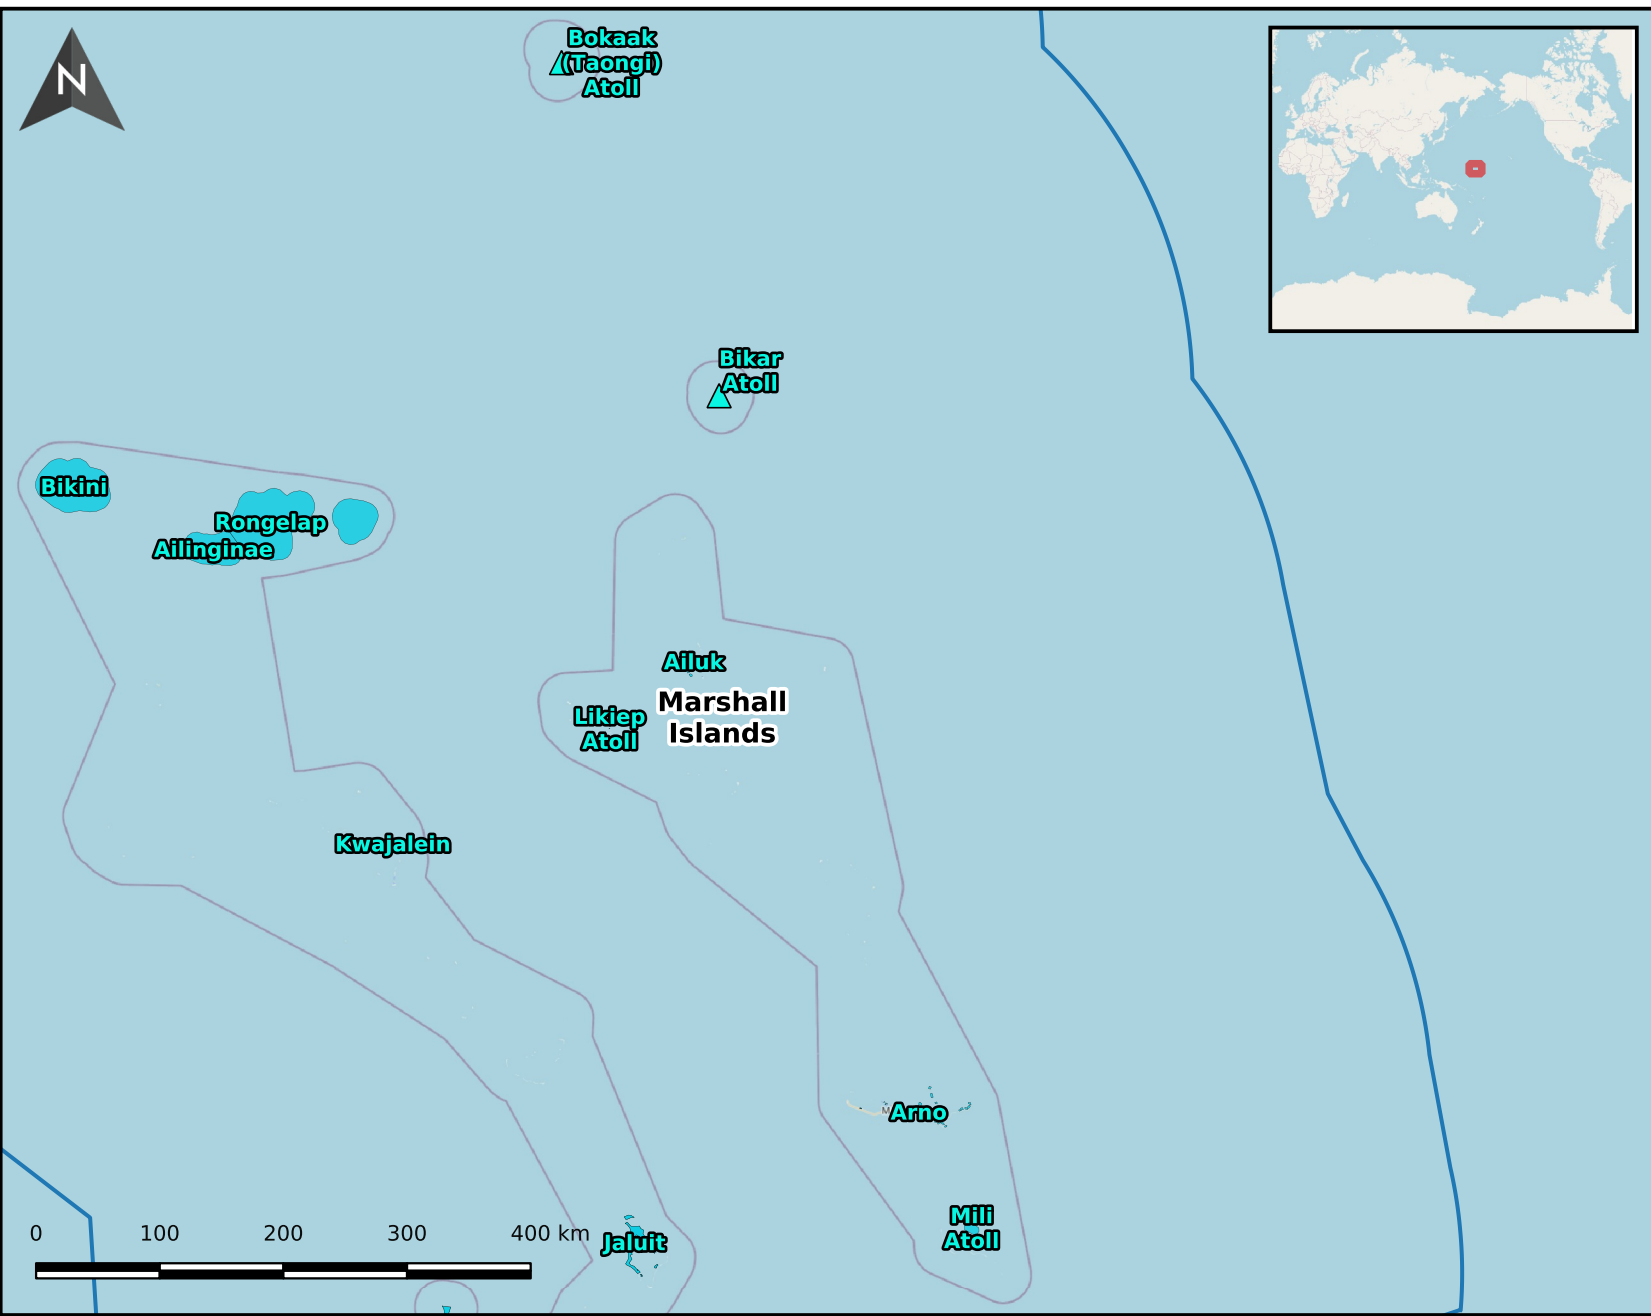 N
Bokaak
(Taongi)
Atoll
Bikar
Atoll
Bikini
Rongelap
Ailinginae
Ailuk
Marshall
Islands
Likiep
Atoll
Kwajalein
Arno
Mili
Atoll
Jaluit
0 100 200 300 400 km